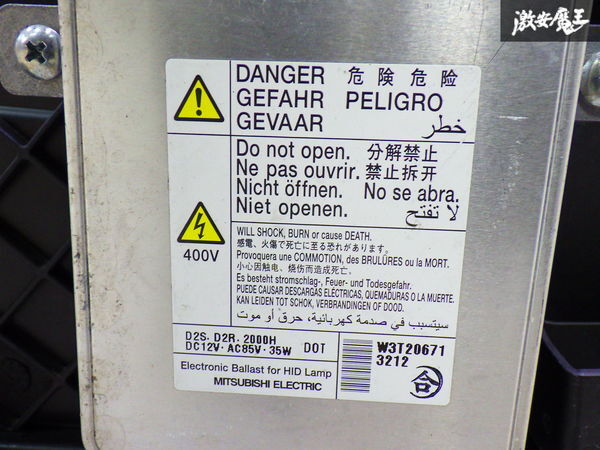 激安魔王
DANGER 危険 危险
GEFAHR PELIGRO
GEVAAR خطر
Do not open. 分解禁止
Ne pas ouvrir. 禁止拆开
Nicht öffnen. No se abra.
Niet openen. لا تفتح
400V
WILL SHOCK, BURN or cause DEATH.
感電、火傷で死亡に至る恐れがあります。
Provoquera une COMMOTION, des BRULÛRES ou la MORT.
小心因触电、烧伤而造成死亡。
Es besteht stromschlag-, Feuer- und Todesgefahr.
PUEDE CAUSAR DESCARGAS ELÉCTRICAS, QUEMADURAS O LA MUERTE.
KAN LEIDEN TOT SCHOK, VERBRANDINGEN OF DOOD.
سيتسبب في صدمة كهربائية، حرق أو موت
D2S, D2R, 2000H
DC12V・AC85V・35W DOT
W3T20671
3212
合
Electronic Ballast for HID Lamp
MITSUBISHI ELECTRIC